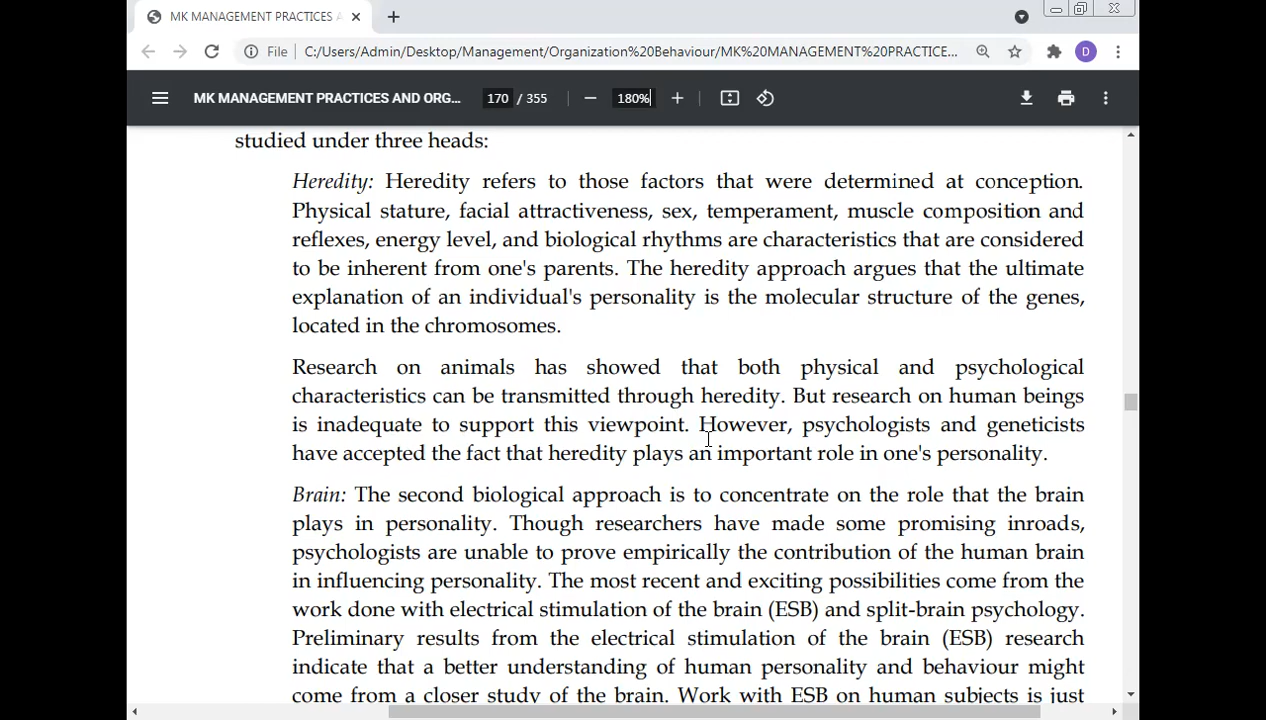 MK MANAGEMENT PRACTICES A
File C:/Users/Admin/Desktop/Management/Organization%20Behaviour/MK%20MANAGEMENT%20PRACTICE... D
MK MANAGEMENT PRACTICES AND ORG... 170 / 355 180%
studied under three heads:
Heredity: Heredity refers to those factors that were determined at conception.
Physical stature, facial attractiveness, sex, temperament, muscle composition and
reflexes, energy level, and biological rhythms are characteristics that are considered
to be inherent from one's parents. The heredity approach argues that the ultimate
explanation of an individual's personality is the molecular structure of the genes,
located in the chromosomes.
Research on animals has showed that both physical and psychological
characteristics can be transmitted through heredity. But research on human beings
is inadequate to support this viewpoint. However, psychologists and geneticists
have accepted the fact that heredity plays an important role in one's personality.
Brain: The second biological approach is to concentrate on the role that the brain
plays in personality. Though researchers have made some promising inroads,
psychologists are unable to prove empirically the contribution of the human brain
in influencing personality. The most recent and exciting possibilities come from the
work done with electrical stimulation of the brain (ESB) and split-brain psychology.
Preliminary results from the electrical stimulation of the brain (ESB) research
indicate that a better understanding of human personality and behaviour might
come from a closer study of the brain. Work with ESB on human subjects is just